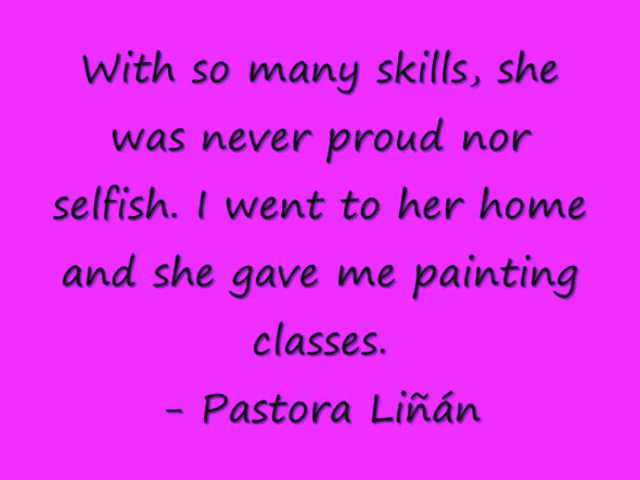 With so many skills, she
was never proud nor
selfish. I went to her home
and she gave me painting
classes.
- Pastora Liñán